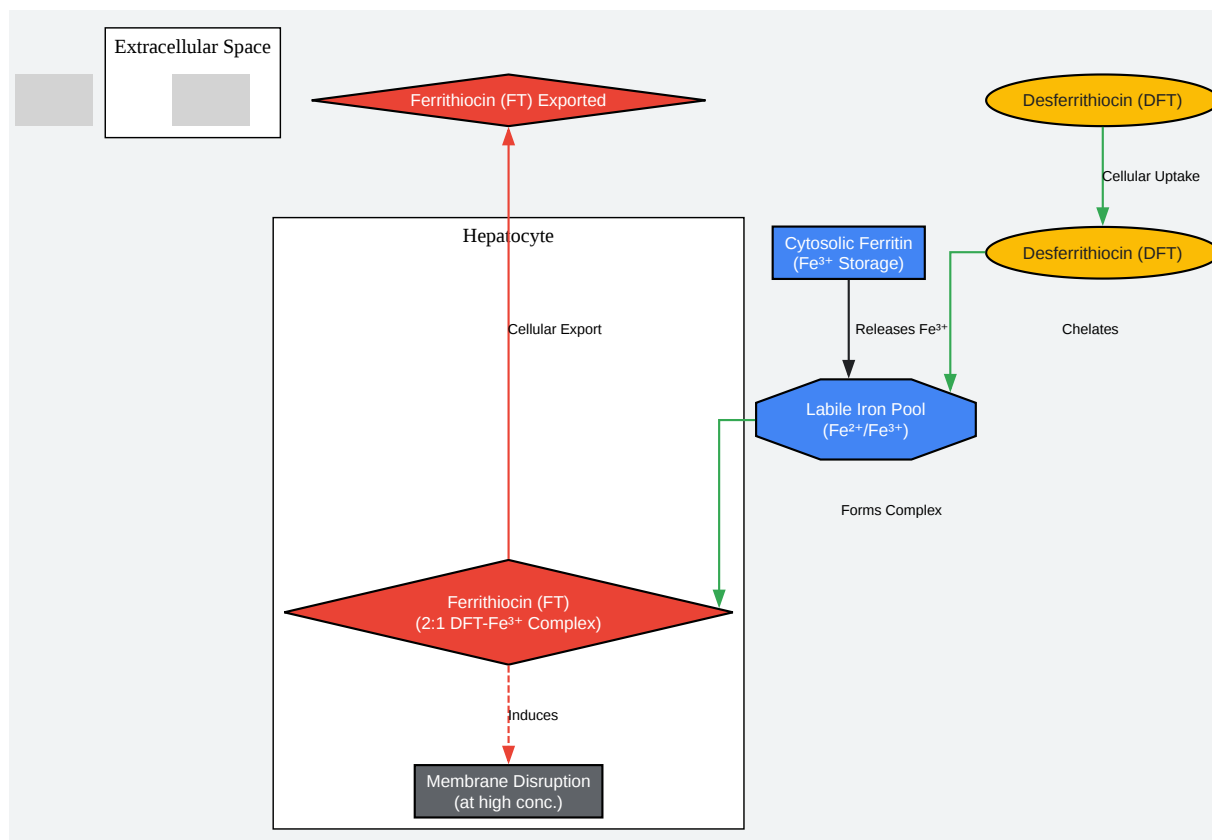 Extracellular Space
Ferrithiocin (FT) Exported
Desferrithiocin (DFT)
Cellular Uptake
Hepatocyte
Cytosolic Ferritin
(Fe³⁺ Storage)
Desferrithiocin (DFT)
Cellular Export
Releases Fe³⁺
Chelates
Labile Iron Pool
(Fe²⁺/Fe³⁺)
Forms Complex
Ferrithiocin (FT)
(2:1 DFT-Fe³⁺ Complex)
Induces
Membrane Disruption
(at high conc.)